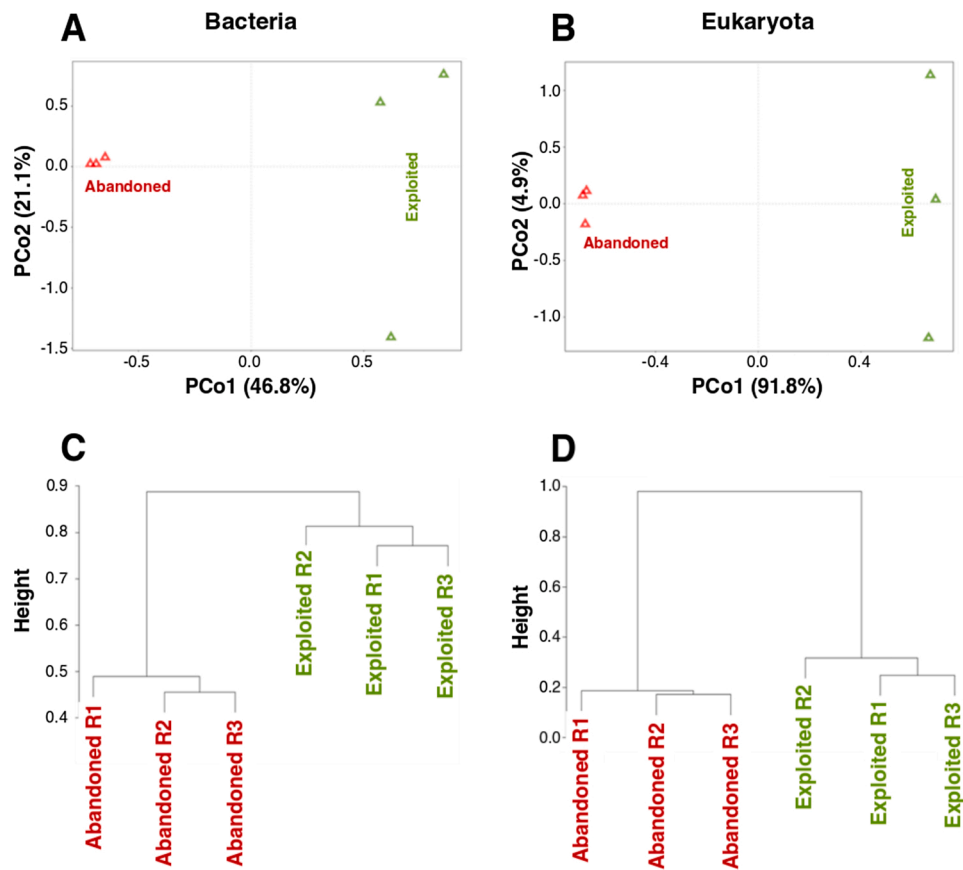 A
Bacteria
B
Eukaryota
PCo2 (21.1%)
0.5
0.0
-0.5
-1.0
-1.5
Abandoned
Exploited
-0.5
0.0
0.5
PCo1 (46.8%)
PCo2 (4.9%)
1.0
0.5
0.0
-0.5
-1.0
Abandoned
Exploited
-0.4
0.0
0.4
PCo1 (91.8%)
C
D
Height
0.9
0.8
0.7
0.6
0.5
0.4
Abandoned R1
Abandoned R2
Abandoned R3
Exploited R2
Exploited R1
Exploited R3
Height
1.0
0.8
0.6
0.4
0.2
0.0
Abandoned R1
Abandoned R2
Abandoned R3
Exploited R2
Exploited R1
Exploited R3